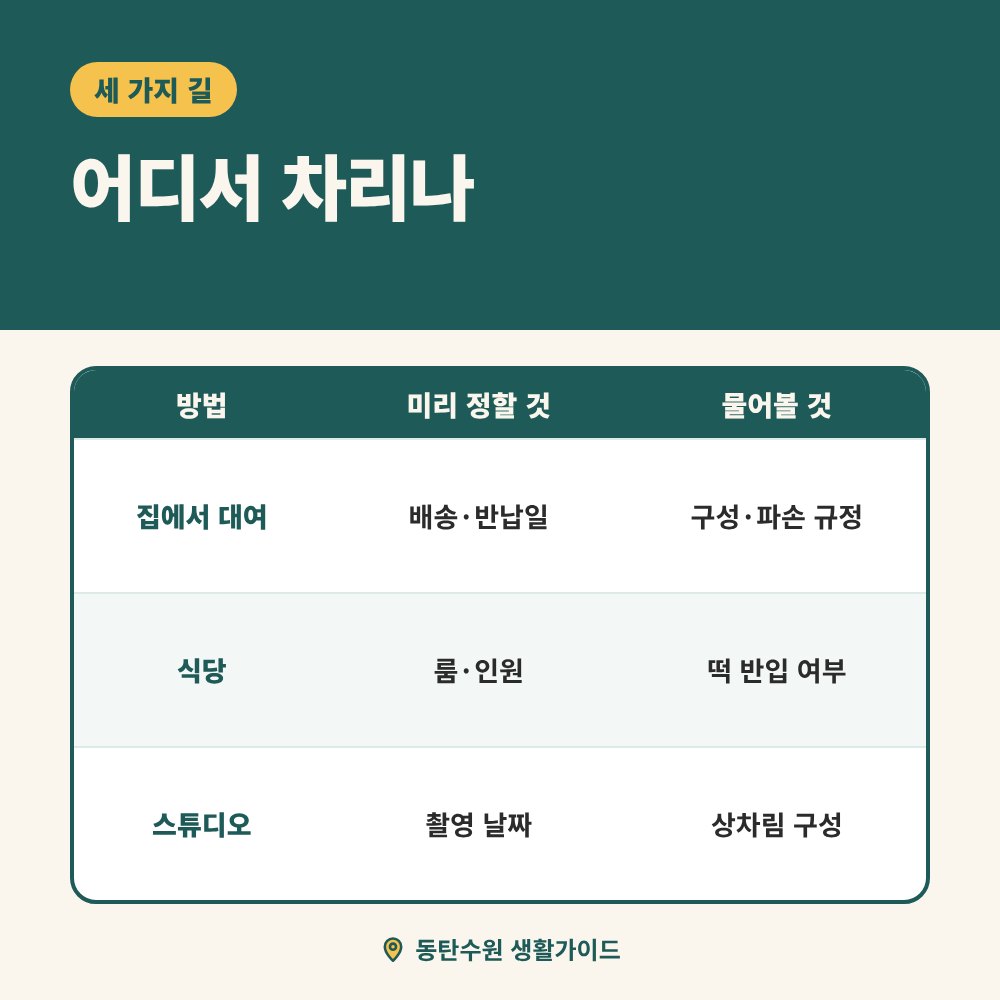 세 가지 길
어디서 차리나
방법 미리 정할 것 물어볼 것
집에서 대여 배송·반납일 구성·파손 규정
식당 룸·인원 떡 반입 여부
스튜디오 촬영 날짜 상차림 구성
동탄수원 생활가이드